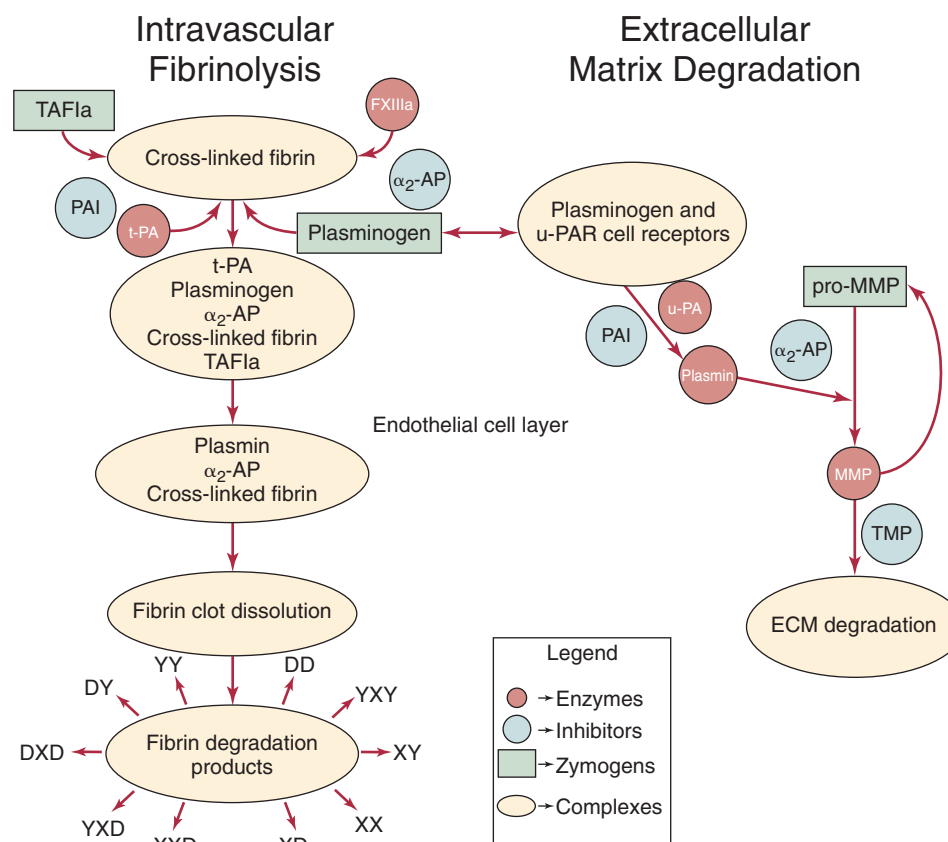 Intravascular
Fibrinolysis
Extracellular
Matrix Degradation
TAFIa
FXIIIa
Cross-linked fibrin
α2-AP
PAI
t-PA
Plasminogen
Plasminogen and
u-PAR cell receptors
t-PA
Plasminogen
α2-AP
Cross-linked fibrin
TAFIa
pro-MMP
u-PA
PAI
α2-AP
Plasmin
Endothelial cell layer
Plasmin
α2-AP
Cross-linked fibrin
MMP
TMP
Fibrin clot dissolution
ECM degradation
YY
DD
DY
YXY
Fibrin degradation
products
DXD
XY
YXD
XX
Legend
Enzymes
Inhibitors
Zymogens
Complexes